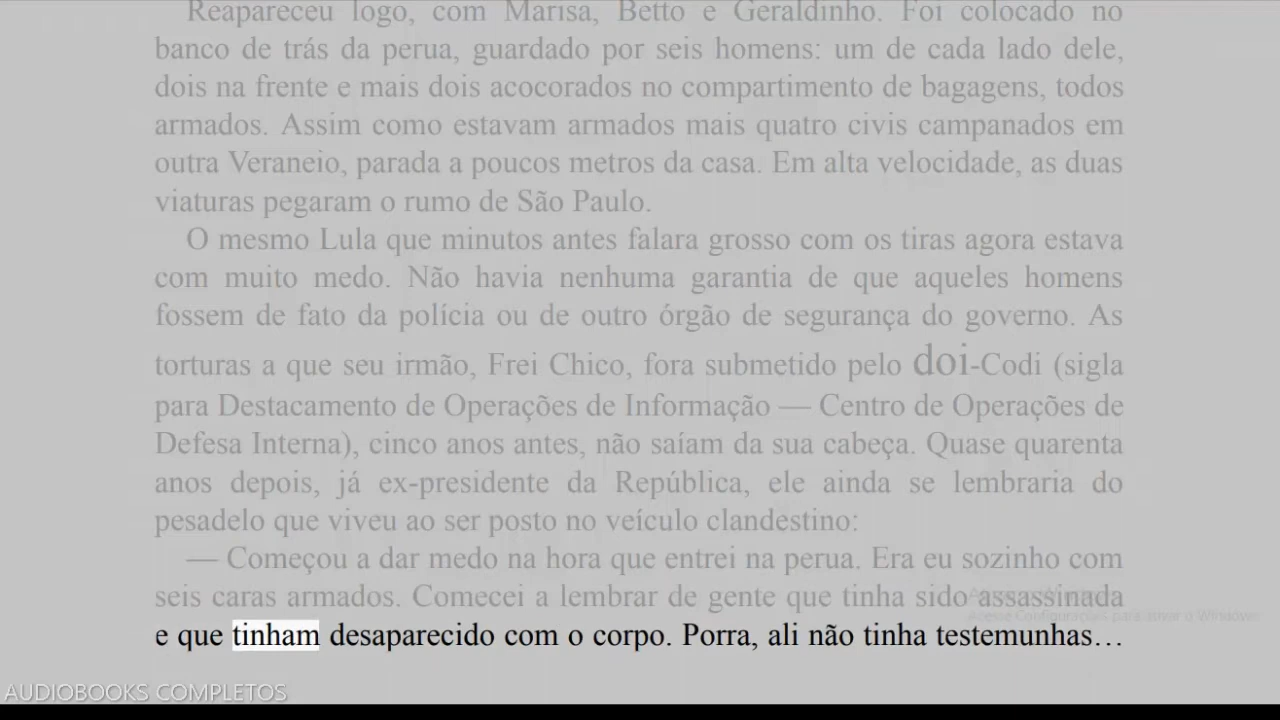 Reapareceu logo, com Marisa, Betto e Geraldinho. Foi colocado no
banco de trás da perua, guardado por seis homens: um de cada lado dele,
dois na frente e mais dois acocorados no compartimento de bagagens, todos
armados. Assim como estavam armados mais quatro civis campanados em
outra Veraneio, parada a poucos metros da casa. Em alta velocidade, as duas
viaturas pegaram o rumo de São Paulo.
O mesmo Lula que minutos antes falara grosso com os tiras agora estava
com muito medo. Não havia nenhuma garantia de que aqueles homens
fossem de fato da polícia ou de outro órgão de segurança do governo. As
torturas a que seu irmão, Frei Chico, fora submetido pelo doi-Codi (sigla
para Destacamento de Operações de Informação — Centro de Operações de
Defesa Interna), cinco anos antes, não saíam da sua cabeça. Quase quarenta
anos depois, já ex-presidente da República, ele ainda se lembraria do
pesadelo que viveu ao ser posto no veículo clandestino:
— Começou a dar medo na hora que entrei na perua. Era eu sozinho com
seis caras armados. Comecei a lembrar de gente que tinha sido assassinada
e que tinham desaparecido com o corpo. Porra, ali não tinha testemunhas…
para ativar o Windows.
AUDIOBOOKS COMPLETOS